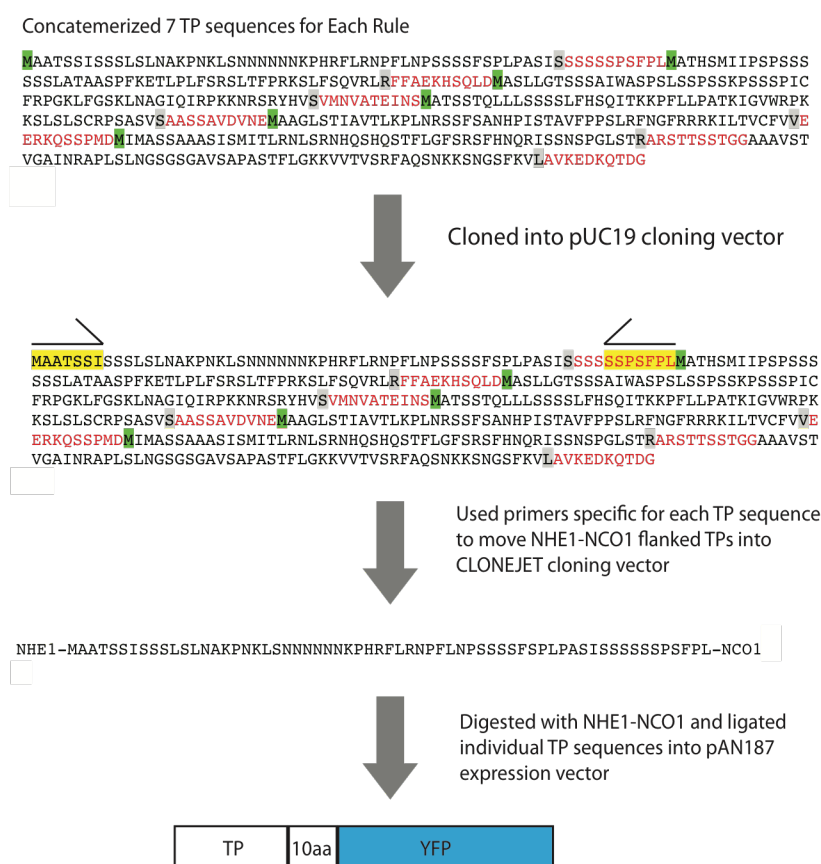 Concatemerized 7 TP sequences for Each Rule
MAATSSISSSLSLNAKPNKLSNNNNNNKPHRFLRNPFLNPSSSSFSPLPASISSSSSSPSFPLMATHSMIIPSPSSS
SSSLATAASPFKETLPLFSRSLTFPRKSLFSQVRLRFFAEKHSQLDMASLLGTSSSAIWASPSLSSPSSKPSSSPIC
FRPGKLFGSKLNAGIQIRPKKNRSRYHVSVMNVATEINSMATSSTQLLLSSSSLFHSQITKKPFLLPATKIGVWRPK
KSLSLSCRPSASVSAASSAVDVNEMAAGLSTIAVTLKPLNRSSFSANHPISTAVFPPSLRFNGFRRRKILTVCFVVE
ERKQSSPMDMIMASSAAASISMITLRNLSRNHQSHQSTFLGFSRSFHNQRISSNSPGLSTRARSTTSSTGGAAAVST
VGAINRAPLSLNGSGSGAVSAPASTFLGKKVVTVSRFAQSNKKSNGSFKVLAVKEDKQTDG
Cloned into pUC19 cloning vector
MAATSSISSSLSLNAKPNKLSNNNNNNKPHRFLRNPFLNPSSSSFSPLPASISSSSSSPSFPLMATHSMIIPSPSSS
SSSLATAASPFKETLPLFSRSLTFPRKSLFSQVRLRFFAEKHSQLDMASLLGTSSSAIWASPSLSSPSSKPSSSPIC
FRPGKLFGSKLNAGIQIRPKKNRSRYHVSVMNVATEINSMATSSTQLLLSSSSLFHSQITKKPFLLPATKIGVWRPK
KSLSLSCRPSASVSAASSAVDVNEMAAGLSTIAVTLKPLNRSSFSANHPISTAVFPPSLRFNGFRRRKILTVCFVVE
ERKQSSPMDMIMASSAAASISMITLRNLSRNHQSHQSTFLGFSRSFHNQRISSNSPGLSTRARSTTSSTGGAAAVST
VGAINRAPLSLNGSGSGAVSAPASTFLGKKVVTVSRFAQSNKKSNGSFKVLAVKEDKQTDG
Used primers specific for each TP sequence
to move NHE1-NCO1 flanked TPs into
CLONEJET cloning vector
NHE1-MAATSSISSSLSLNAKPNKLSNNNNNNKPHRFLRNPFLNPSSSSFSPLPASISSSSSSPSFPL-NCO1
Digested with NHE1-NCO1 and ligated
individual TP sequences into pAN187
expression vector
TP 10aa YFP